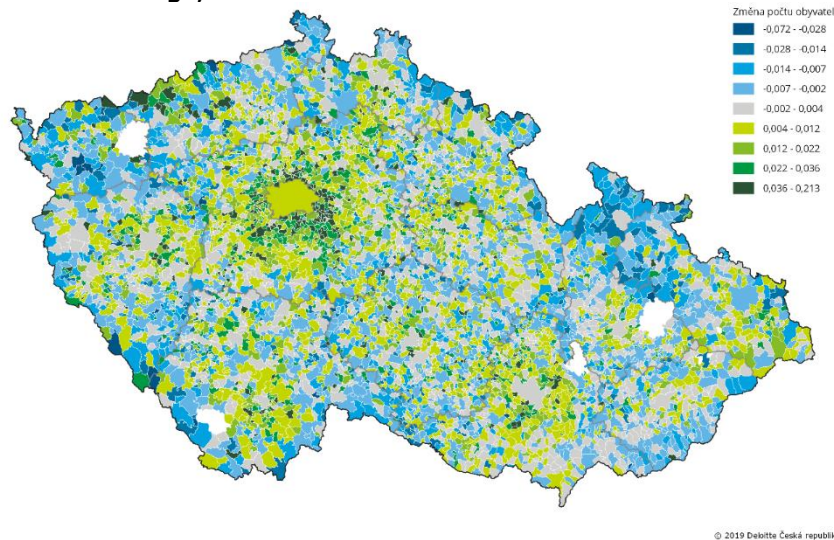 Změna počtu obyvatel
-0,072 - -0,028
-0,028 - -0,014
-0,014 - -0,007
-0,007 - -0,002
-0,002 - 0,004
0,004 - 0,012
0,012 - 0,022
0,022 - 0,036
0,036 - 0,213
© 2019 Deloitte Česká republik